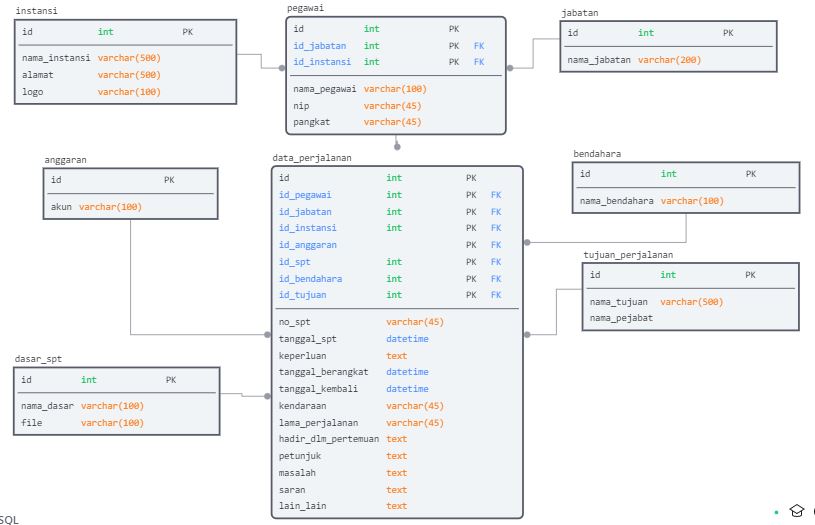 instansi
id int PK
nama_instansi varchar(500)
alamat varchar(500)
logo varchar(100)
pegawai
id int PK
id_jabatan int PK FK
id_instansi int PK FK
nama_pegawai varchar(100)
nip varchar(45)
pangkat varchar(45)
jabatan
id int PK
nama_jabatan varchar(200)
anggaran
id PK
akun varchar(100)
data_perjalanan
id int PK
id_pegawai int PK FK
id_jabatan int PK FK
id_instansi int PK FK
id_anggaran PK FK
id_spt int PK FK
id_bendahara int PK FK
id_tujuan int PK FK
no_spt varchar(45)
tanggal_spt datetime
keperluan text
tanggal_berangkat datetime
tanggal_kembali datetime
kendaraan varchar(45)
lama_perjalanan varchar(45)
hadir_dlm_pertemuan text
petunjuk text
masalah text
saran text
lain_lain text
bendahara
id int PK
nama_bendahara varchar(100)
tujuan_perjalanan
id int PK
nama_tujuan varchar(500)
nama_pejabat
dasar_spt
id int PK
nama_dasar varchar(100)
file varchar(100)
SQL